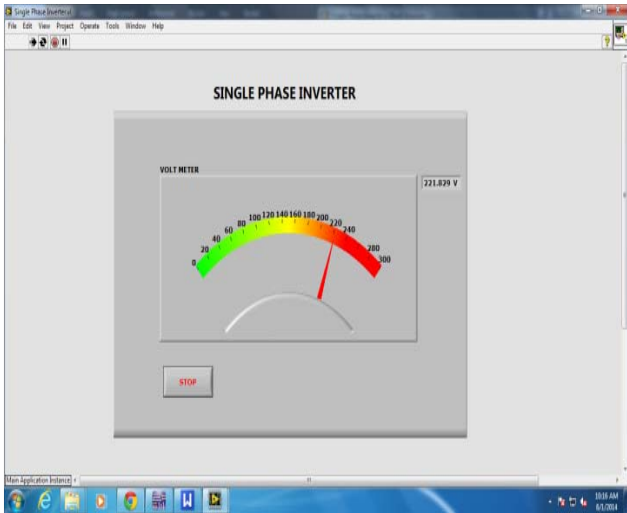 Single Phase Inverter.vi
File Edit View Project Operate Tools Window Help
SINGLE PHASE INVERTER
VOLT METER
221.829 V
0 20 40 60 80 100 120 140 160 180 200 220 240 280 300
STOP
Main Application Instance
10:16 AM
6/1/2014